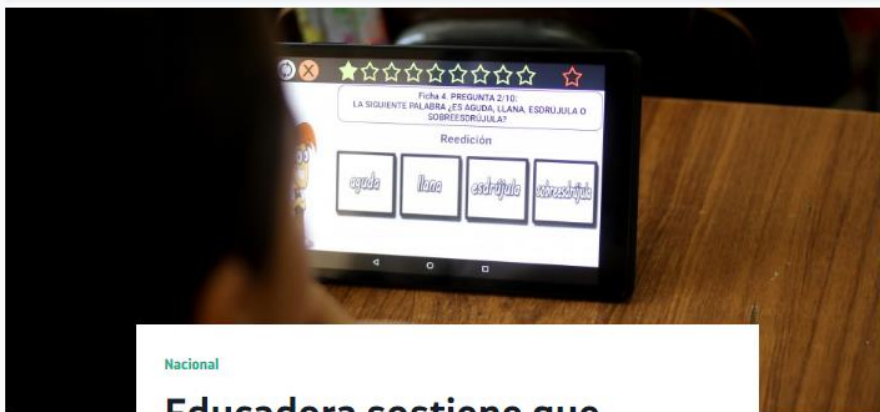 Ficha 4. PREGUNTA 2/10:
LA SIGUIENTE PALABRA ¿ES AGUDA, LLANA, ESDRÚJULA O
SOBREESDRÚJULA?
Reedición
aguda llana esdrújula sobreesdrújula
Nacional
Educadora sostiene que